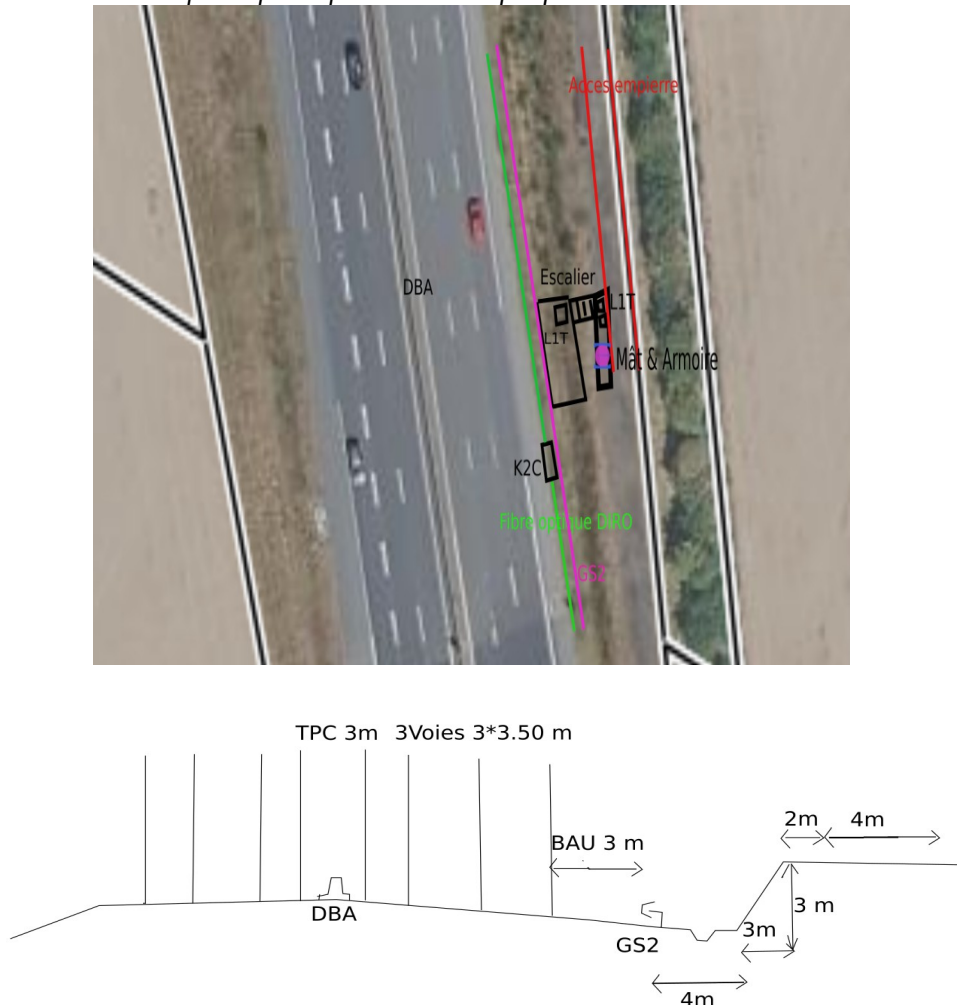 Accès empierré
DBA
Escalier
L1T
L1T
Mât & Armoire
K2C
Fibre optique DIRO
GS2
TPC 3m 3Voies 3*3.50 m
2m 4m
BAU 3 m
3 m
DBA
3m
GS2
4m